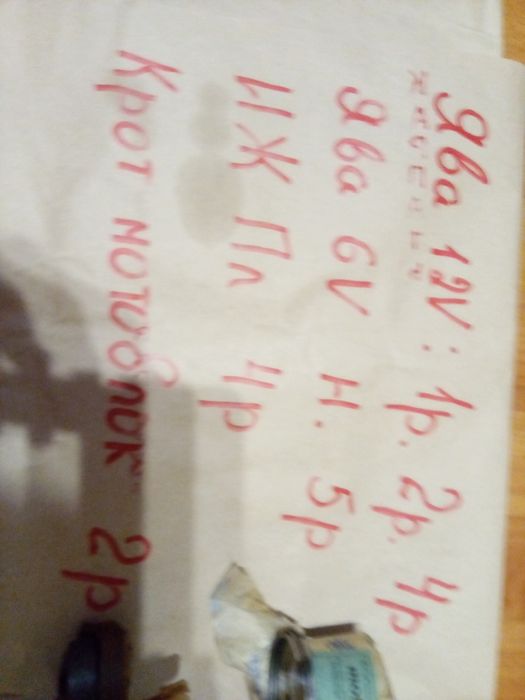 Ява 12V: 1р. 2р. 4р
Ява 6V н. 5р
ИЖ Пл 4р
Крот мотоблок 2р